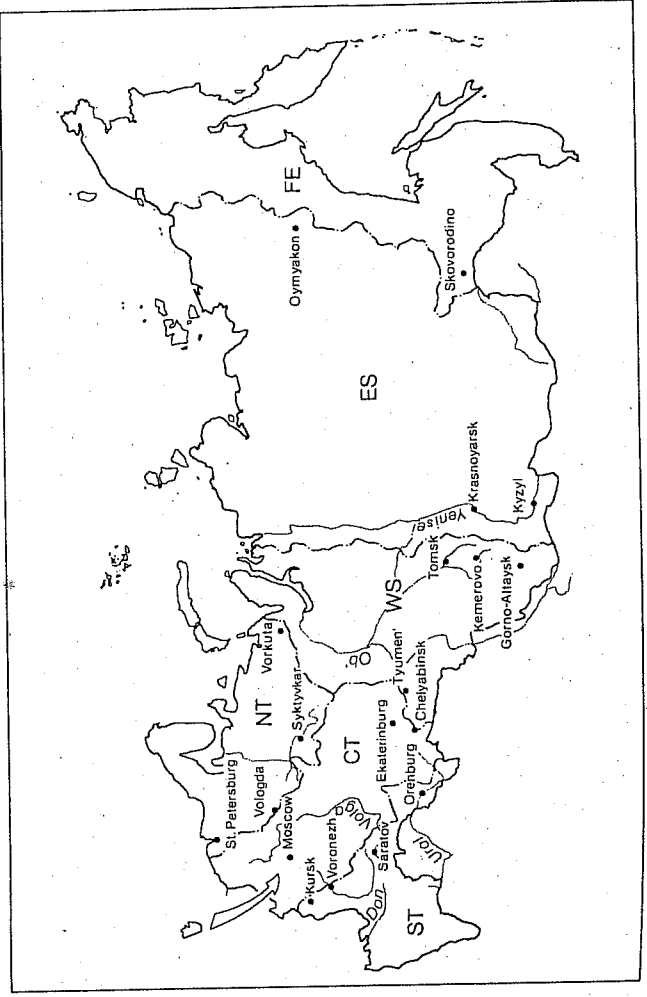 St. Petersburg
Vologda
Moscow
Kursk
Voronezh
Volga
Don
Saratov
Ural
ST
NT
Vorkuta
Syktyvkar
CT
Ekaterinburg
Orenburg
Tyumen'
Chelyabinsk
Ob'
WS
Tomsk
Kemerovo
Gorno-Altaysk
Yenisei
Krasnoyarsk
Kyzyl
ES
Oymyakon
FE
Skovorodino